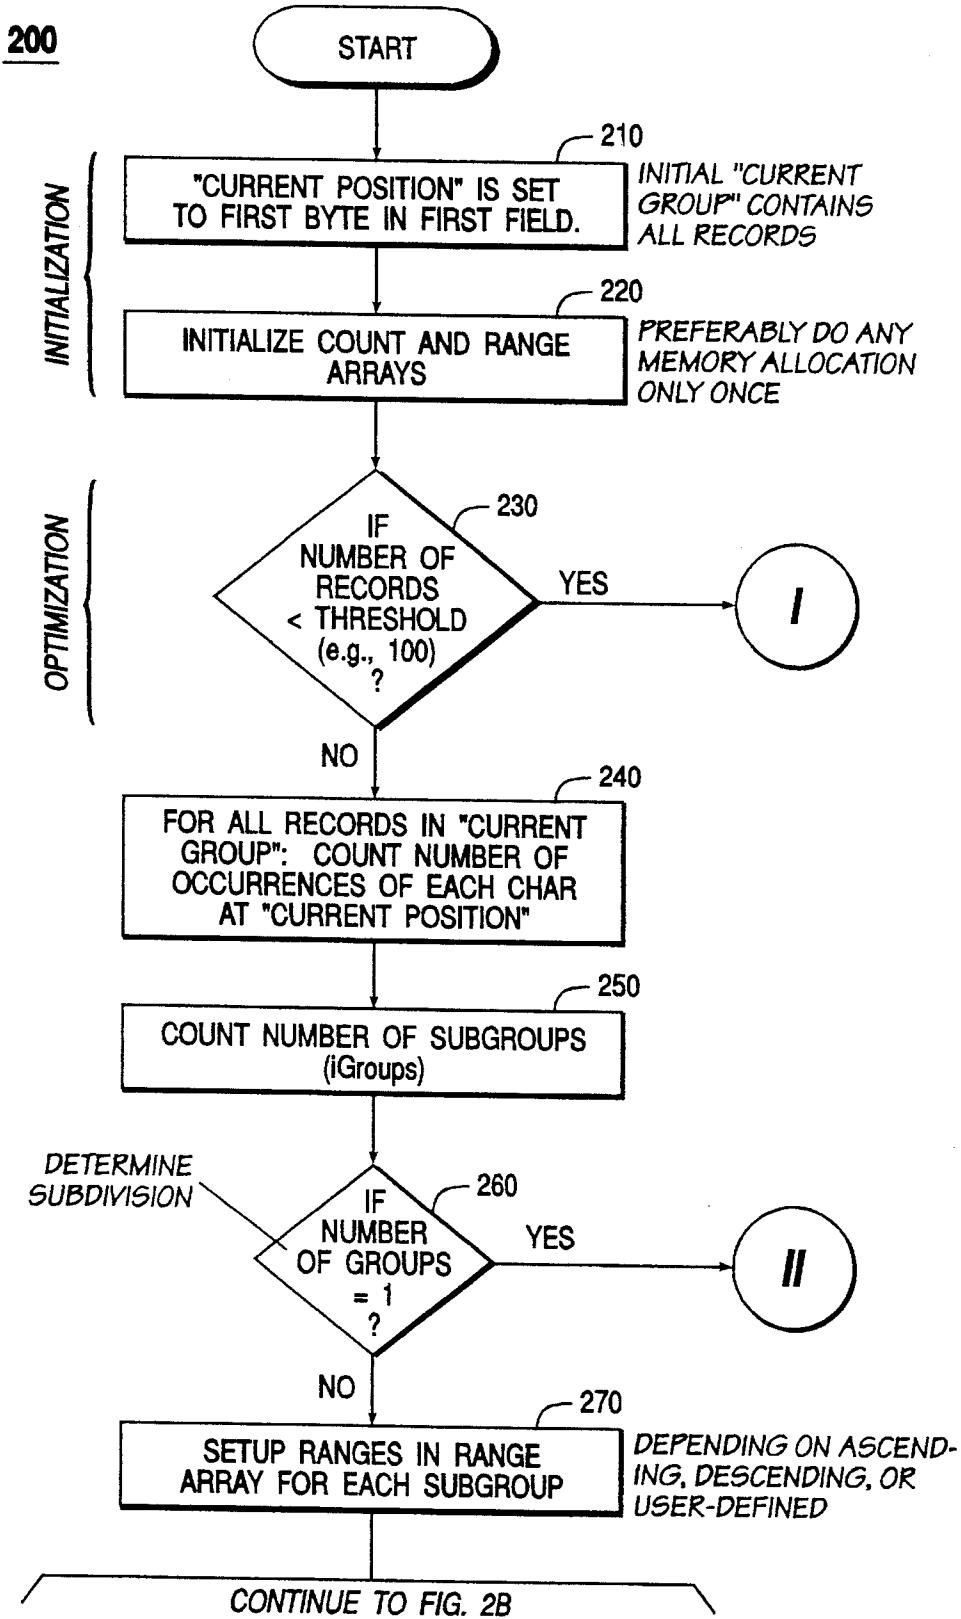 200
START
210
"CURRENT POSITION" IS SET
TO FIRST BYTE IN FIRST FIELD.
INITIAL "CURRENT
GROUP" CONTAINS
ALL RECORDS
INITIALIZATION
220
INITIALIZE COUNT AND RANGE
ARRAYS
PREFERABLY DO ANY
MEMORY ALLOCATION
ONLY ONCE
OPTIMIZATION
230
IF
NUMBER OF
RECORDS
< THRESHOLD
(e.g., 100)
?
YES
I
NO
240
FOR ALL RECORDS IN "CURRENT
GROUP": COUNT NUMBER OF
OCCURRENCES OF EACH CHAR
AT "CURRENT POSITION"
250
COUNT NUMBER OF SUBGROUPS
(iGroups)
DETERMINE
SUBDIVISION
260
IF
NUMBER
OF GROUPS
= 1
?
YES
II
NO
270
SETUP RANGES IN RANGE
ARRAY FOR EACH SUBGROUP
DEPENDING ON ASCEND-
ING, DESCENDING, OR
USER-DEFINED
CONTINUE TO FIG. 2B